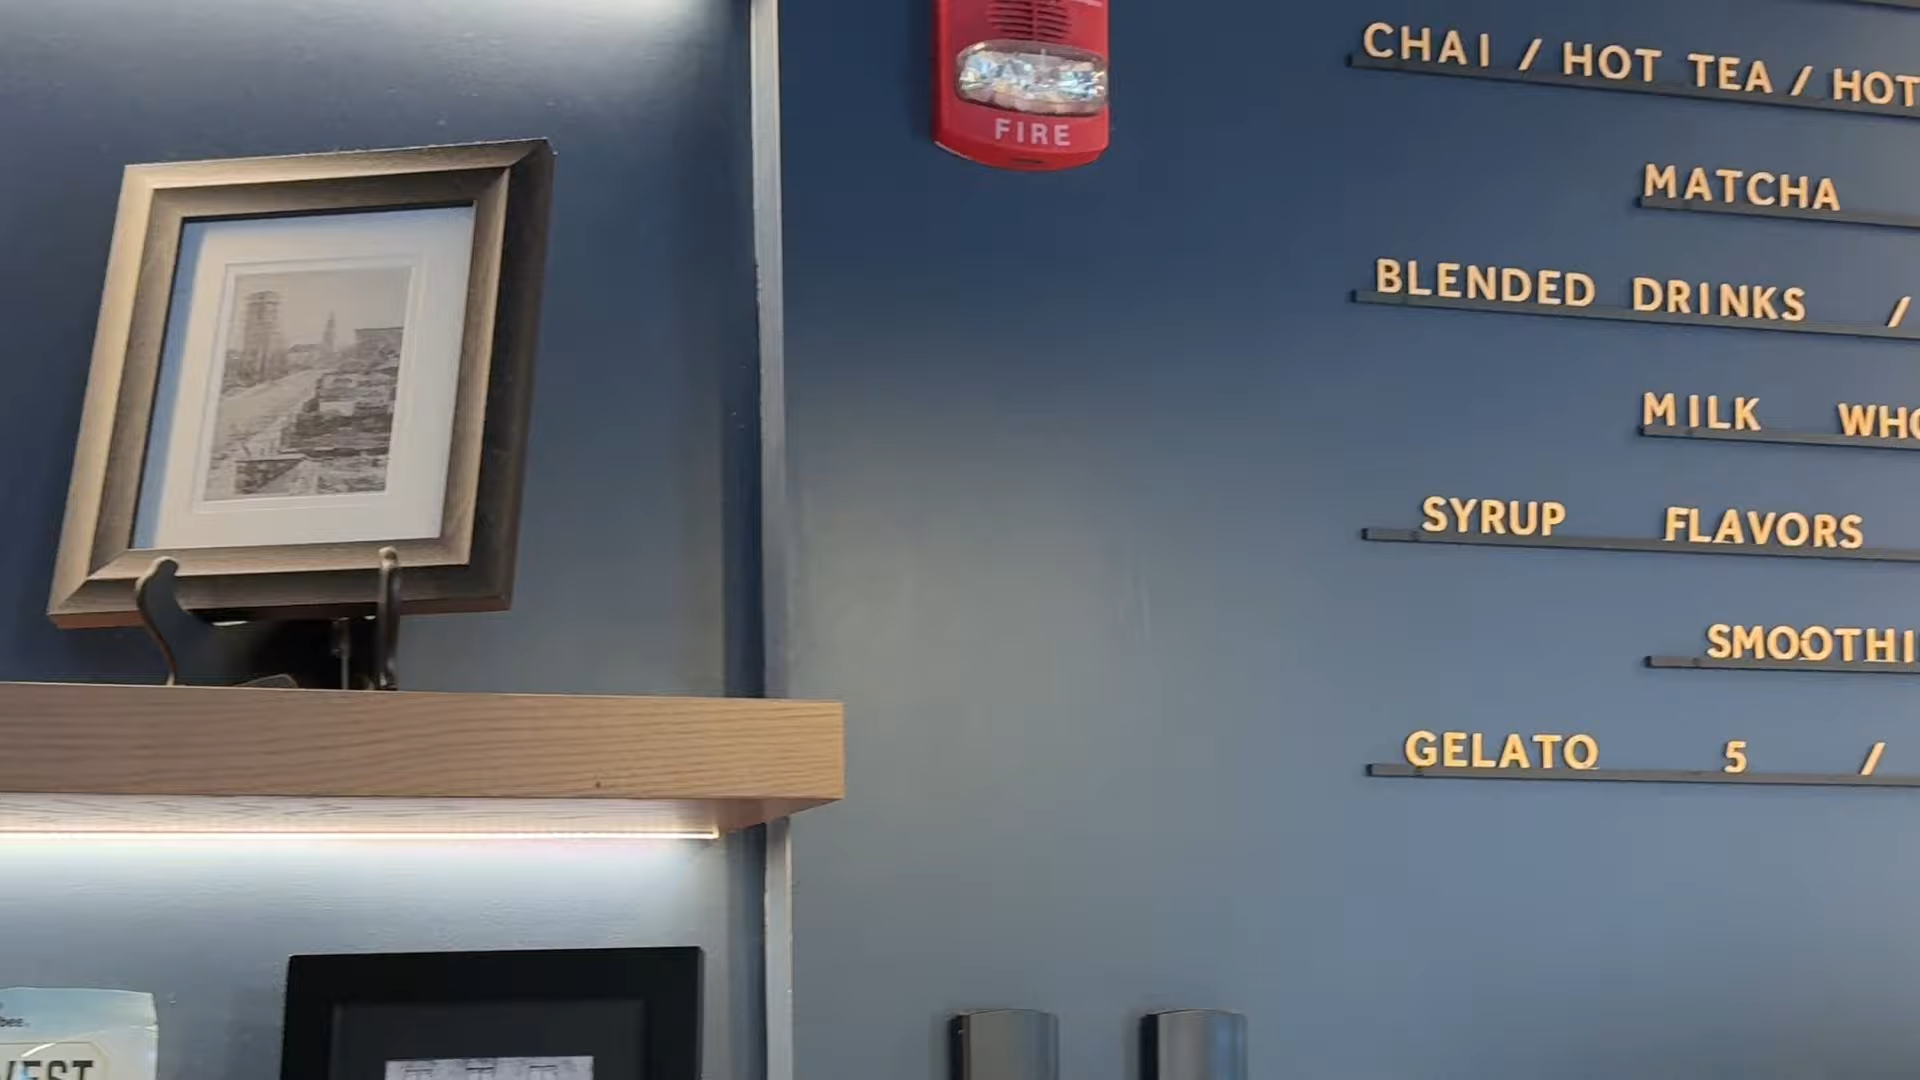 FIRE
CHAI / HOT TEA / HOT
MATCHA
BLENDED DRINKS /
MILK
SYRUP FLAVORS
GELATO 5 /